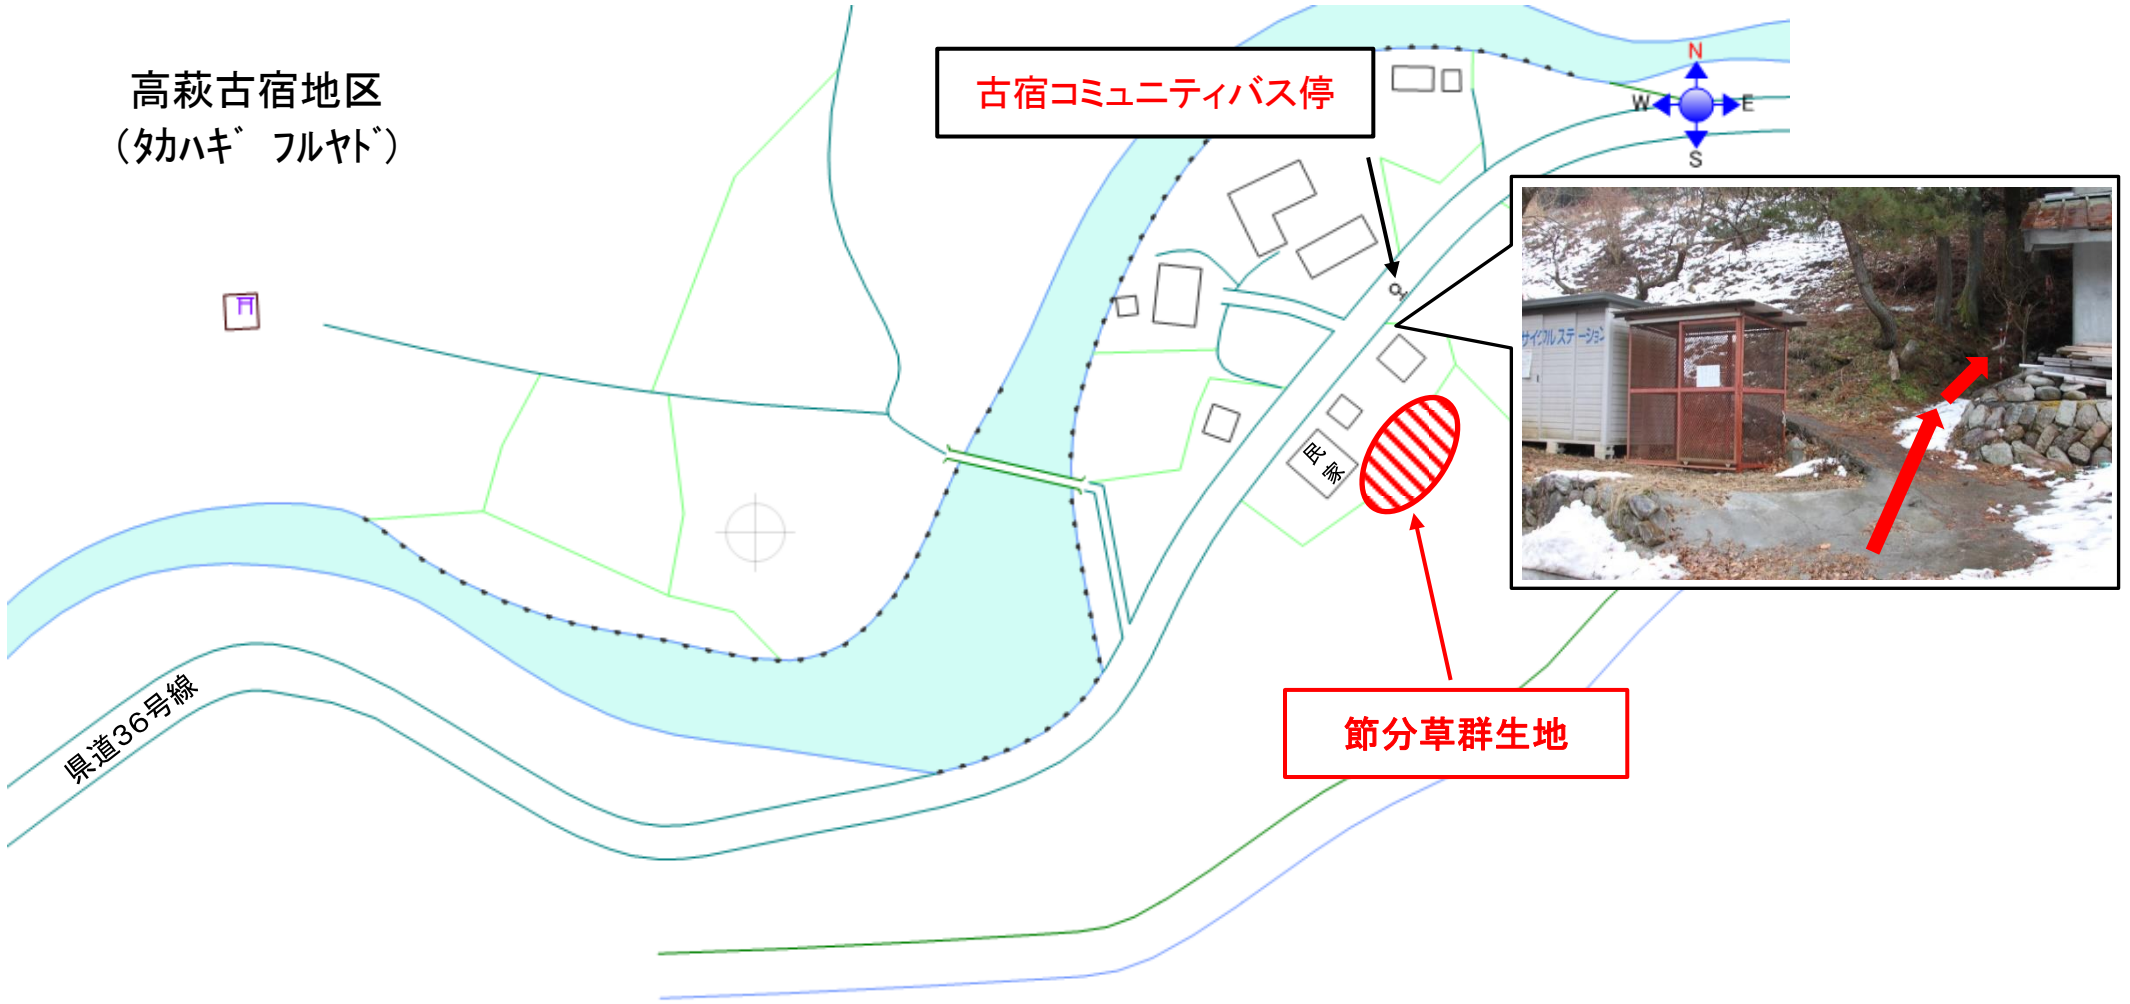 高萩古宿地区
（ﾀｶﾊｷﾞ ﾌﾙﾔﾄﾞ）
古宿コミュニティバス停
N
W
E
S
サイクルステーション
民家
節分草群生地
県道36号線